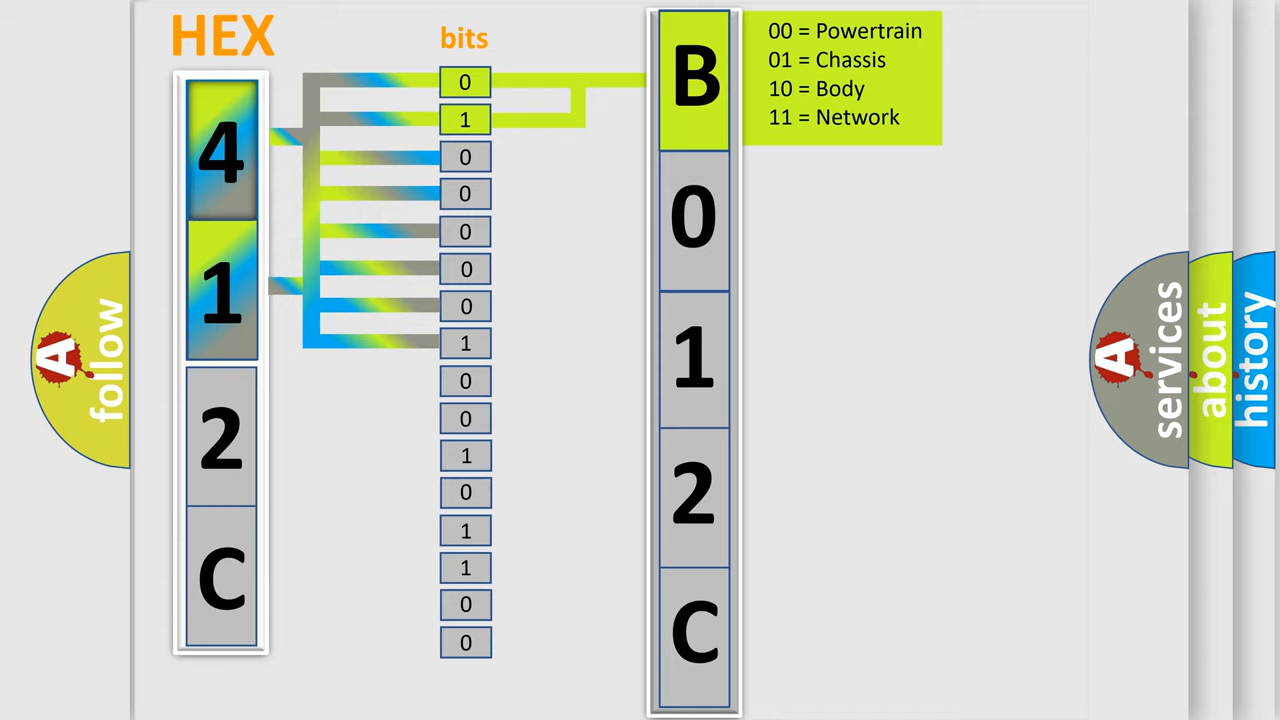 HEX
bits
4
1
2
C
0
1
0
0
0
0
0
1
0
0
1
0
1
1
0
0
B
0
1
2
C
00 = Powertrain
01 = Chassis
10 = Body
11 = Network
A
follow
A
services
about
history